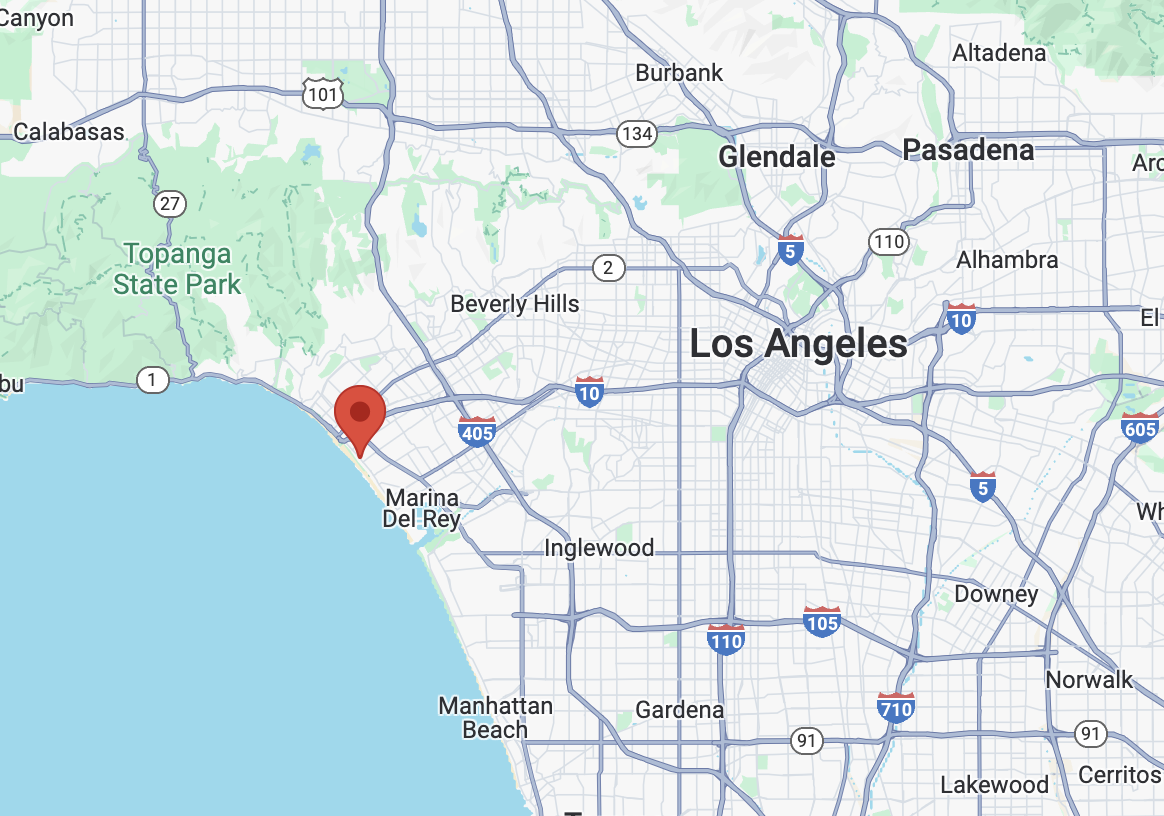 Canyon
Altadena
Burbank
101
Calabasas
134
Glendale
Pasadena
Arc
27
110
5
Topanga
State Park
2
Alhambra
Beverly Hills
10
El
Los Angeles
1
bu
10
405
605
5
Marina
Del Rey
Wh
Inglewood
Downey
105
110
Norwalk
Manhattan
Beach
Gardena
710
91
91
Lakewood
Cerritos